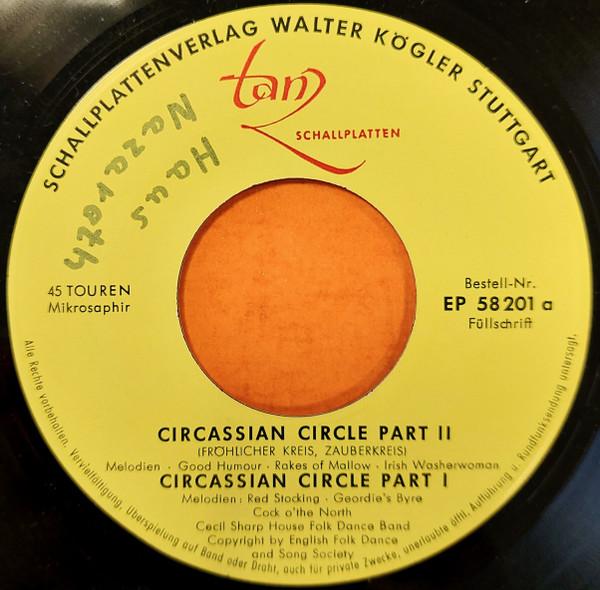 SCHALLPLATTENVERLAG WALTER KÖGLER STUTTGART
tanz
SCHALLPLATTEN
Haus
Nazareth
45 TOUREN
Mikrosaphir
Bestell-Nr.
EP 58201 a
Füllschrift
CIRCASSIAN CIRCLE PART II
(FRÖHLICHER KREIS, ZAUBERKREIS)
Melodien · Good Humour · Rakes of Mallow · Irish Washerwoman
CIRCASSIAN CIRCLE PART I
Melodien: Red Stocking - Geordie's Byre
Cock o'the North
Cecil Sharp House Folk Dance Band
Copyright by English Folk Dance
and Song Society
Alle Rechte vorbehalten. Vervielfältigung, Überspielung auf Band oder Draht, auch für private Zwecke, unerlaubte öfftl. Aufführung u. Rundfunksendung untersagt.